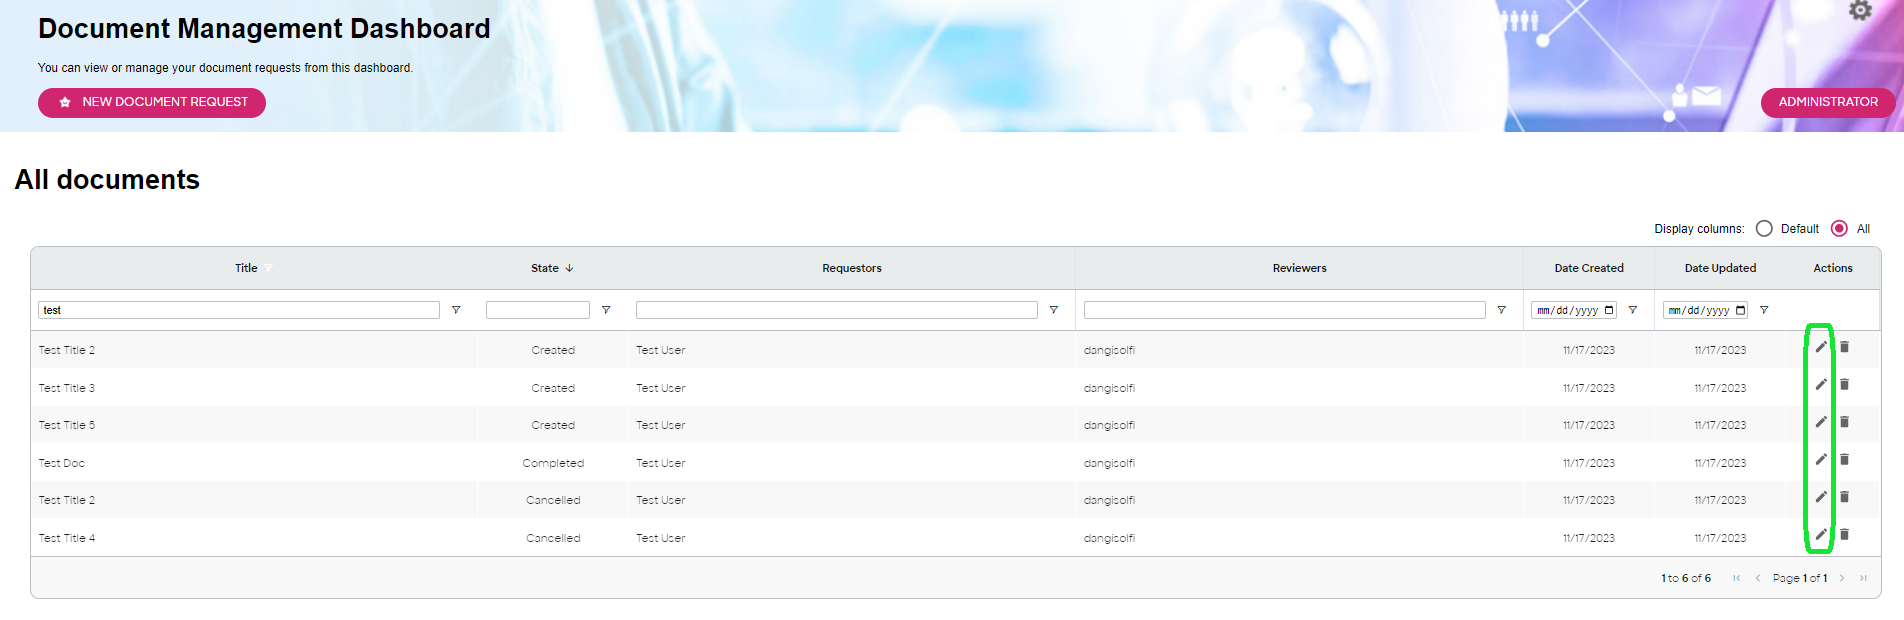 Document Management Dashboard
You can view or manage your document requests from this dashboard.
NEW DOCUMENT REQUEST
ADMINISTRATOR
All documents
Display columns: Default All
Title State Requestors Reviewers Date Created Date Updated Actions
test mm/dd/yyyy mm/dd/yyyy
Test Title 2 Created Test User dangisolfi 11/17/2023 11/17/2023
Test Title 3 Created Test User dangisolfi 11/17/2023 11/17/2023
Test Title 5 Created Test User dangisolfi 11/17/2023 11/17/2023
Test Doc Completed Test User dangisolfi 11/17/2023 11/17/2023
Test Title 2 Cancelled Test User dangisolfi 11/17/2023 11/17/2023
Test Title 4 Cancelled Test User dangisolfi 11/17/2023 11/17/2023
1 to 6 of 6 Page 1 of 1